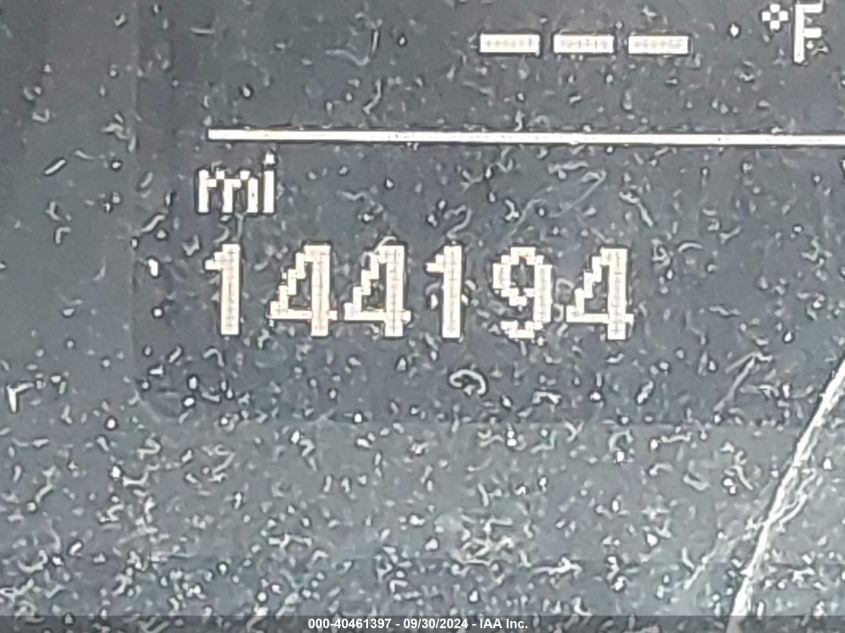 --- °F
mi
144194
000-40461397 - 09/30/2024 - IAA Inc.